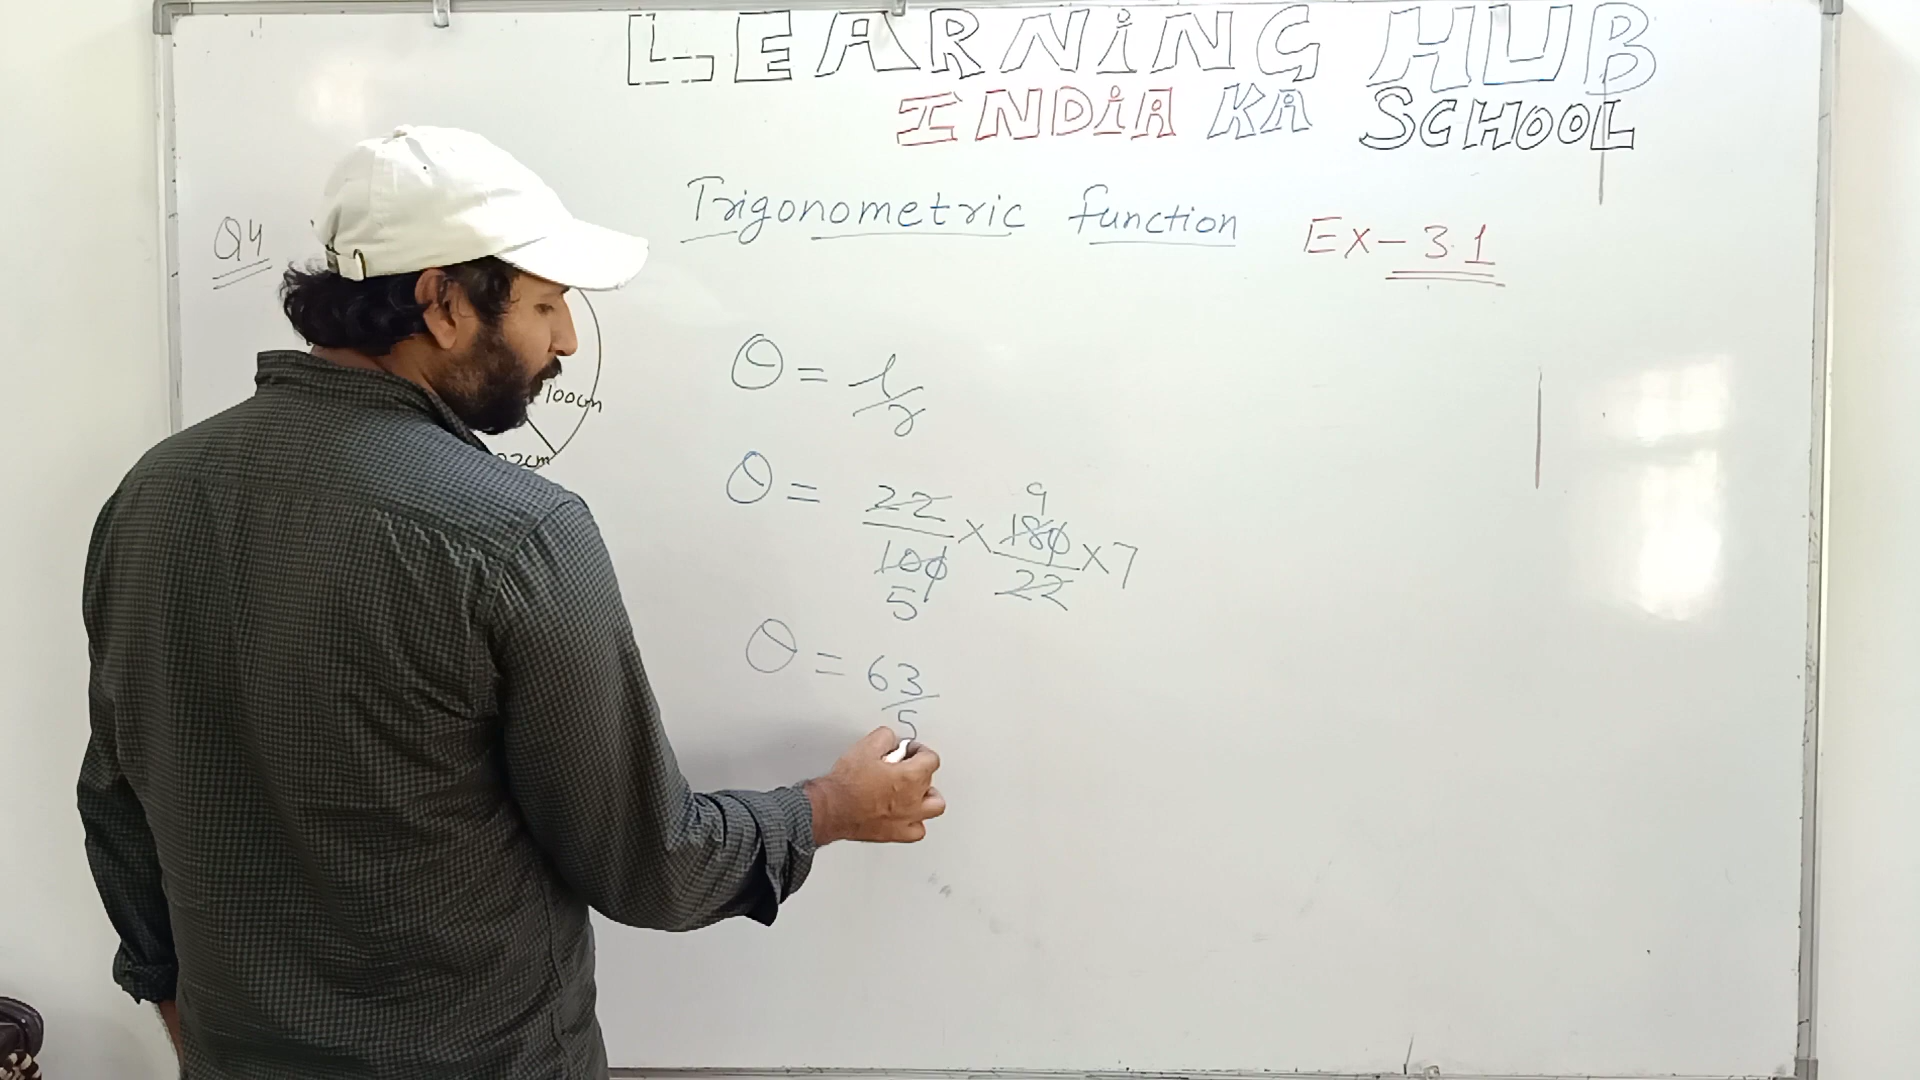 LEARNING HUB
INDIA KA SCHOOL
Trigonometric function Ex-3.1
Q4
100cm
22cm
θ = l/r
θ = 22/100 × 180/22 × 7
9
5
θ = 63/5